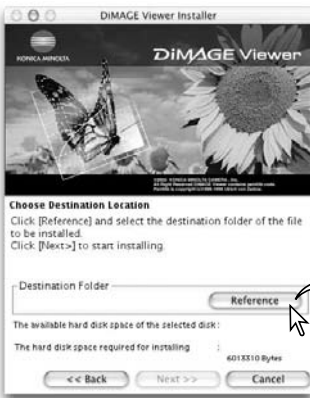 DiMAGE Viewer Installer
KONICA MINOLTA
DiMAGE Viewer
Choose Destination Location
Click [Reference] and select the destination folder of the file
to be installed.
Click [Next>] to start installing.
Destination Folder
Reference
The available hard disk space of the selected disk:
The hard disk space required for installing :
6013310 Bytes
<< Back
Next >>
Cancel